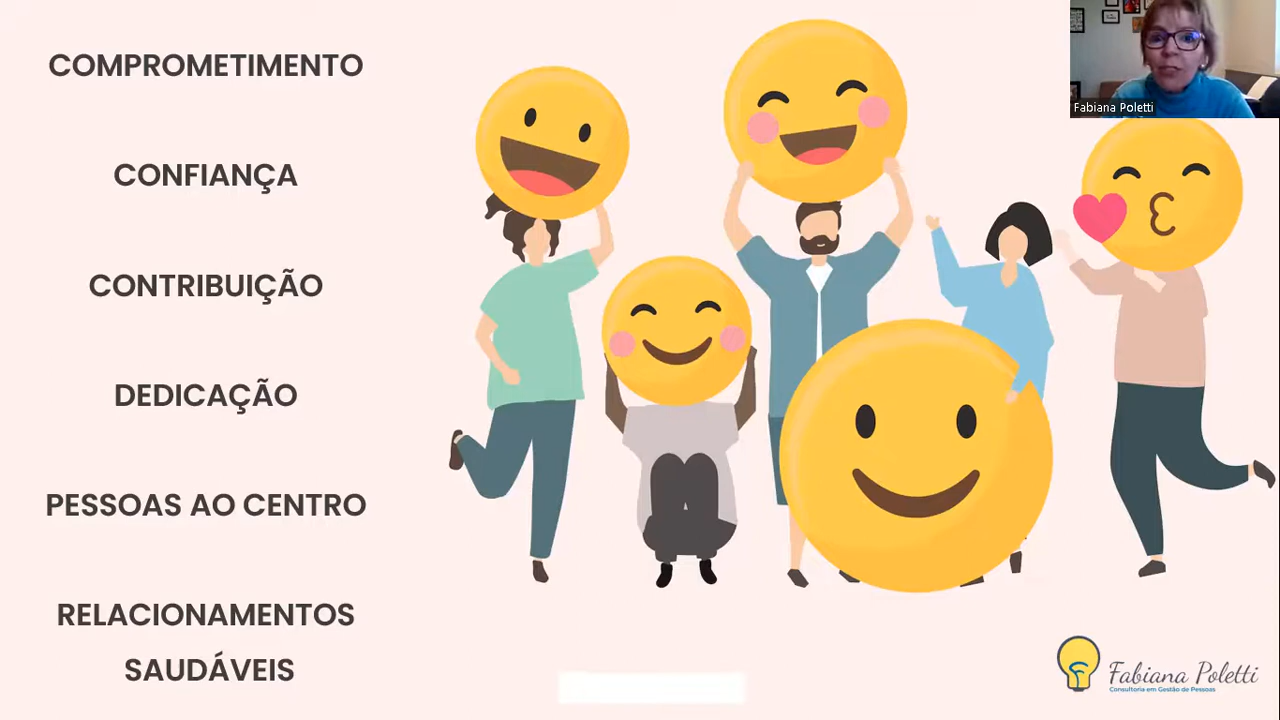 COMPROMETIMENTO
CONFIANÇA
CONTRIBUIÇÃO
DEDICAÇÃO
PESSOAS AO CENTRO
RELACIONAMENTOS
SAUDÁVEIS
Fabiana Poletti
Fabiana Poletti
Consultoria em Gestão de Pessoas